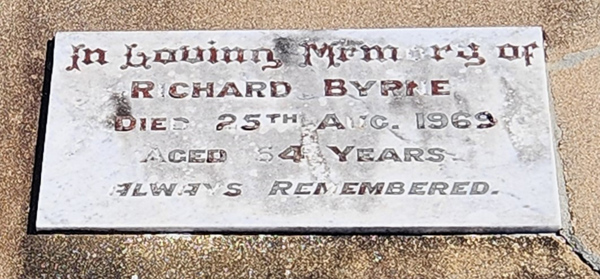 In Loving Memory of
RICHARD BYRNE
DIED 25TH AUG. 1969
AGED 54 YEARS.
ALWAYS REMEMBERED.